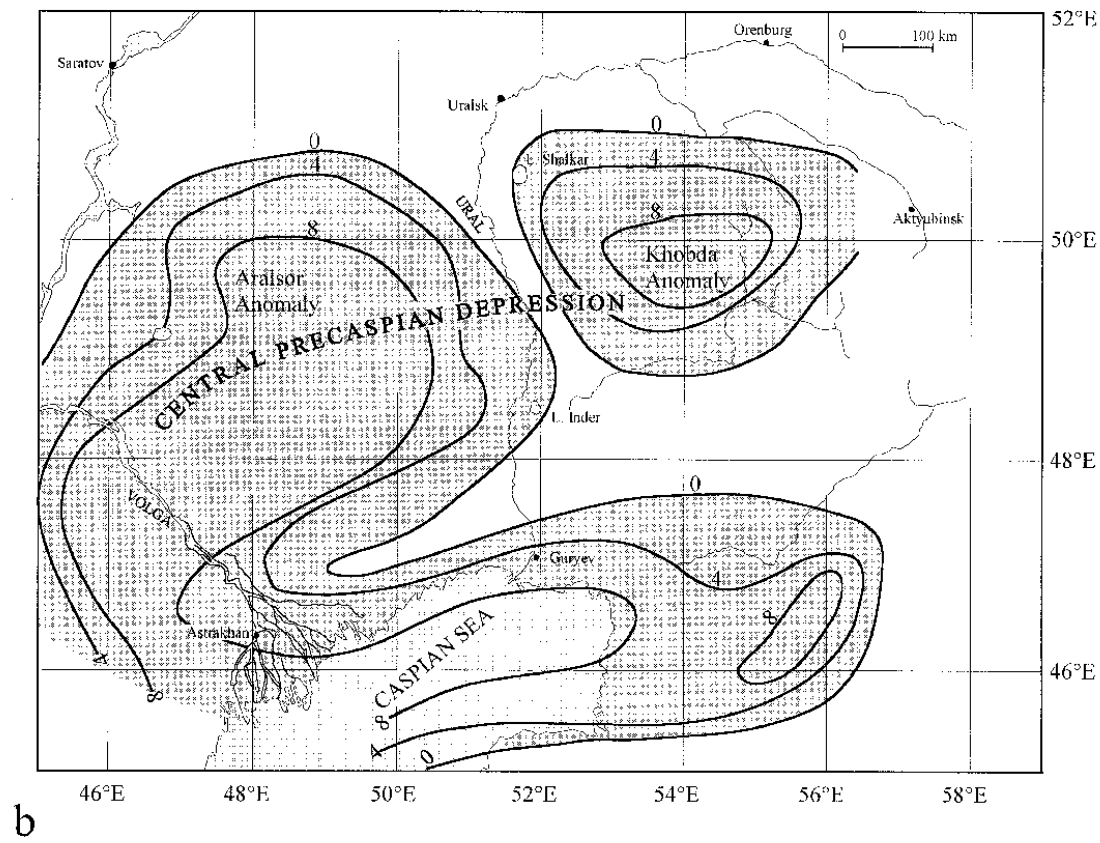 52°E
Orenburg
0 100 km
Saratov
Uralsk
0
0
Shalkar
4
4
URAL
8
8
Aktyubinsk
50°E
Khobda
Anomaly
Aralsor
Anomaly
CENTRAL PRECASPIAN DEPRESSION
L. Inder
48°E
0
VOLGA
Guryev
4
8
Astrakhan
CASPIAN SEA
4
46°E
8
8
4
0
46°E 48°E 50°E 52°E 54°E 56°E 58°E
b